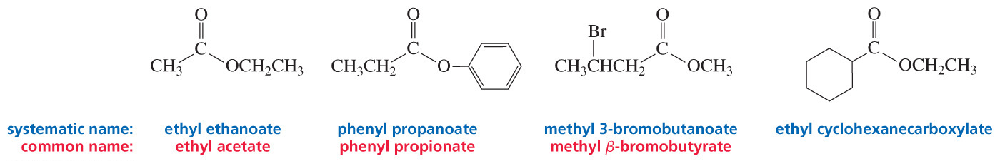 O O O O
Br
C C C C
CH₃ OCH₂CH₃ CH₃CH₂ O CH₃CHCH₂ OCH₃ OCH₂CH₃
systematic name: ethyl ethanoate phenyl propanoate methyl 3-bromobutanoate ethyl cyclohexanecarboxylate
common name: ethyl acetate phenyl propionate methyl β-bromobutyrate